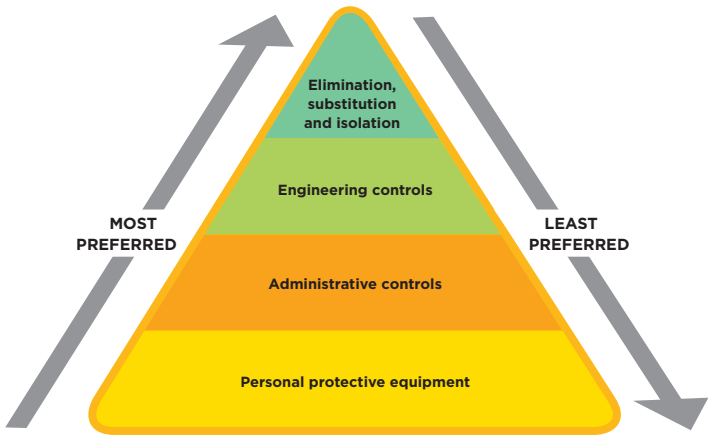 Elimination,
substitution
and isolation
Engineering controls
MOST
PREFERRED
LEAST
PREFERRED
Administrative controls
Personal protective equipment